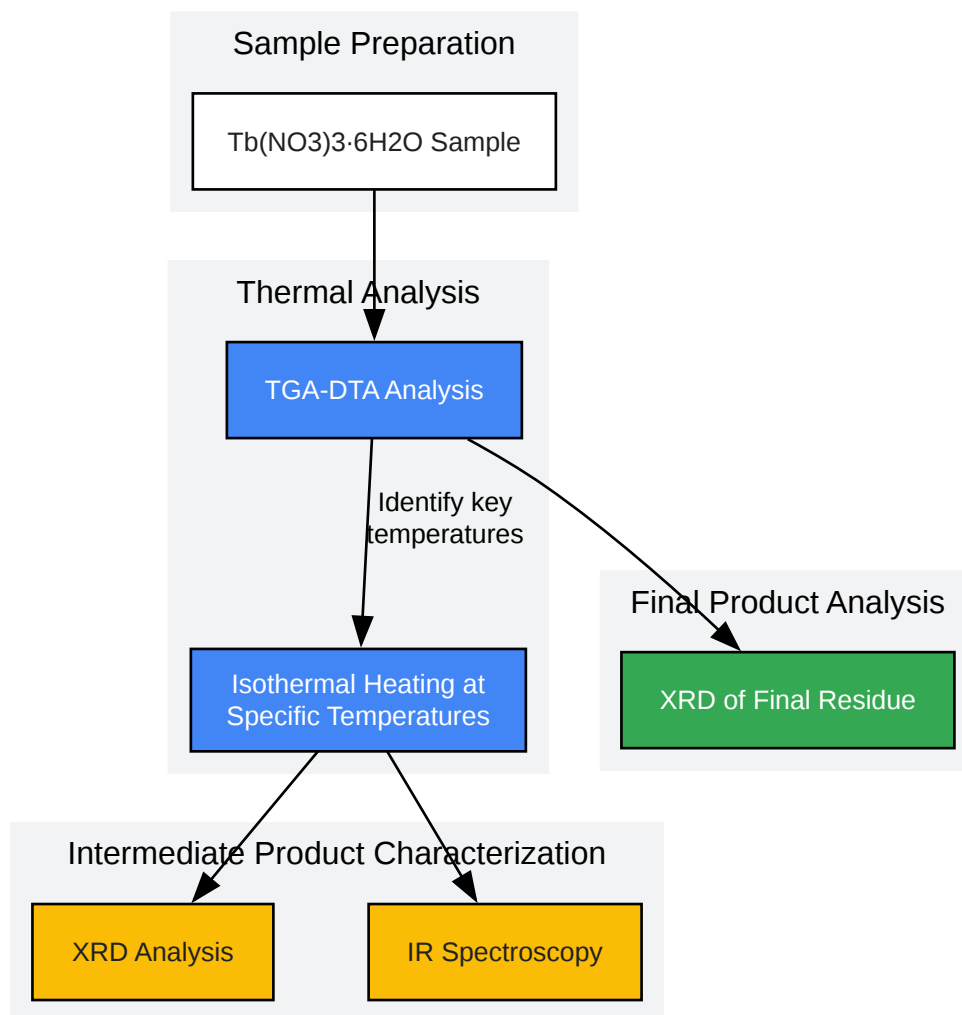 Sample Preparation
Tb(NO3)3·6H2O Sample
Thermal Analysis
TGA-DTA Analysis
Identify key
temperatures
Final Product Analysis
Isothermal Heating at
Specific Temperatures
XRD of Final Residue
Intermediate Product Characterization
XRD Analysis
IR Spectroscopy